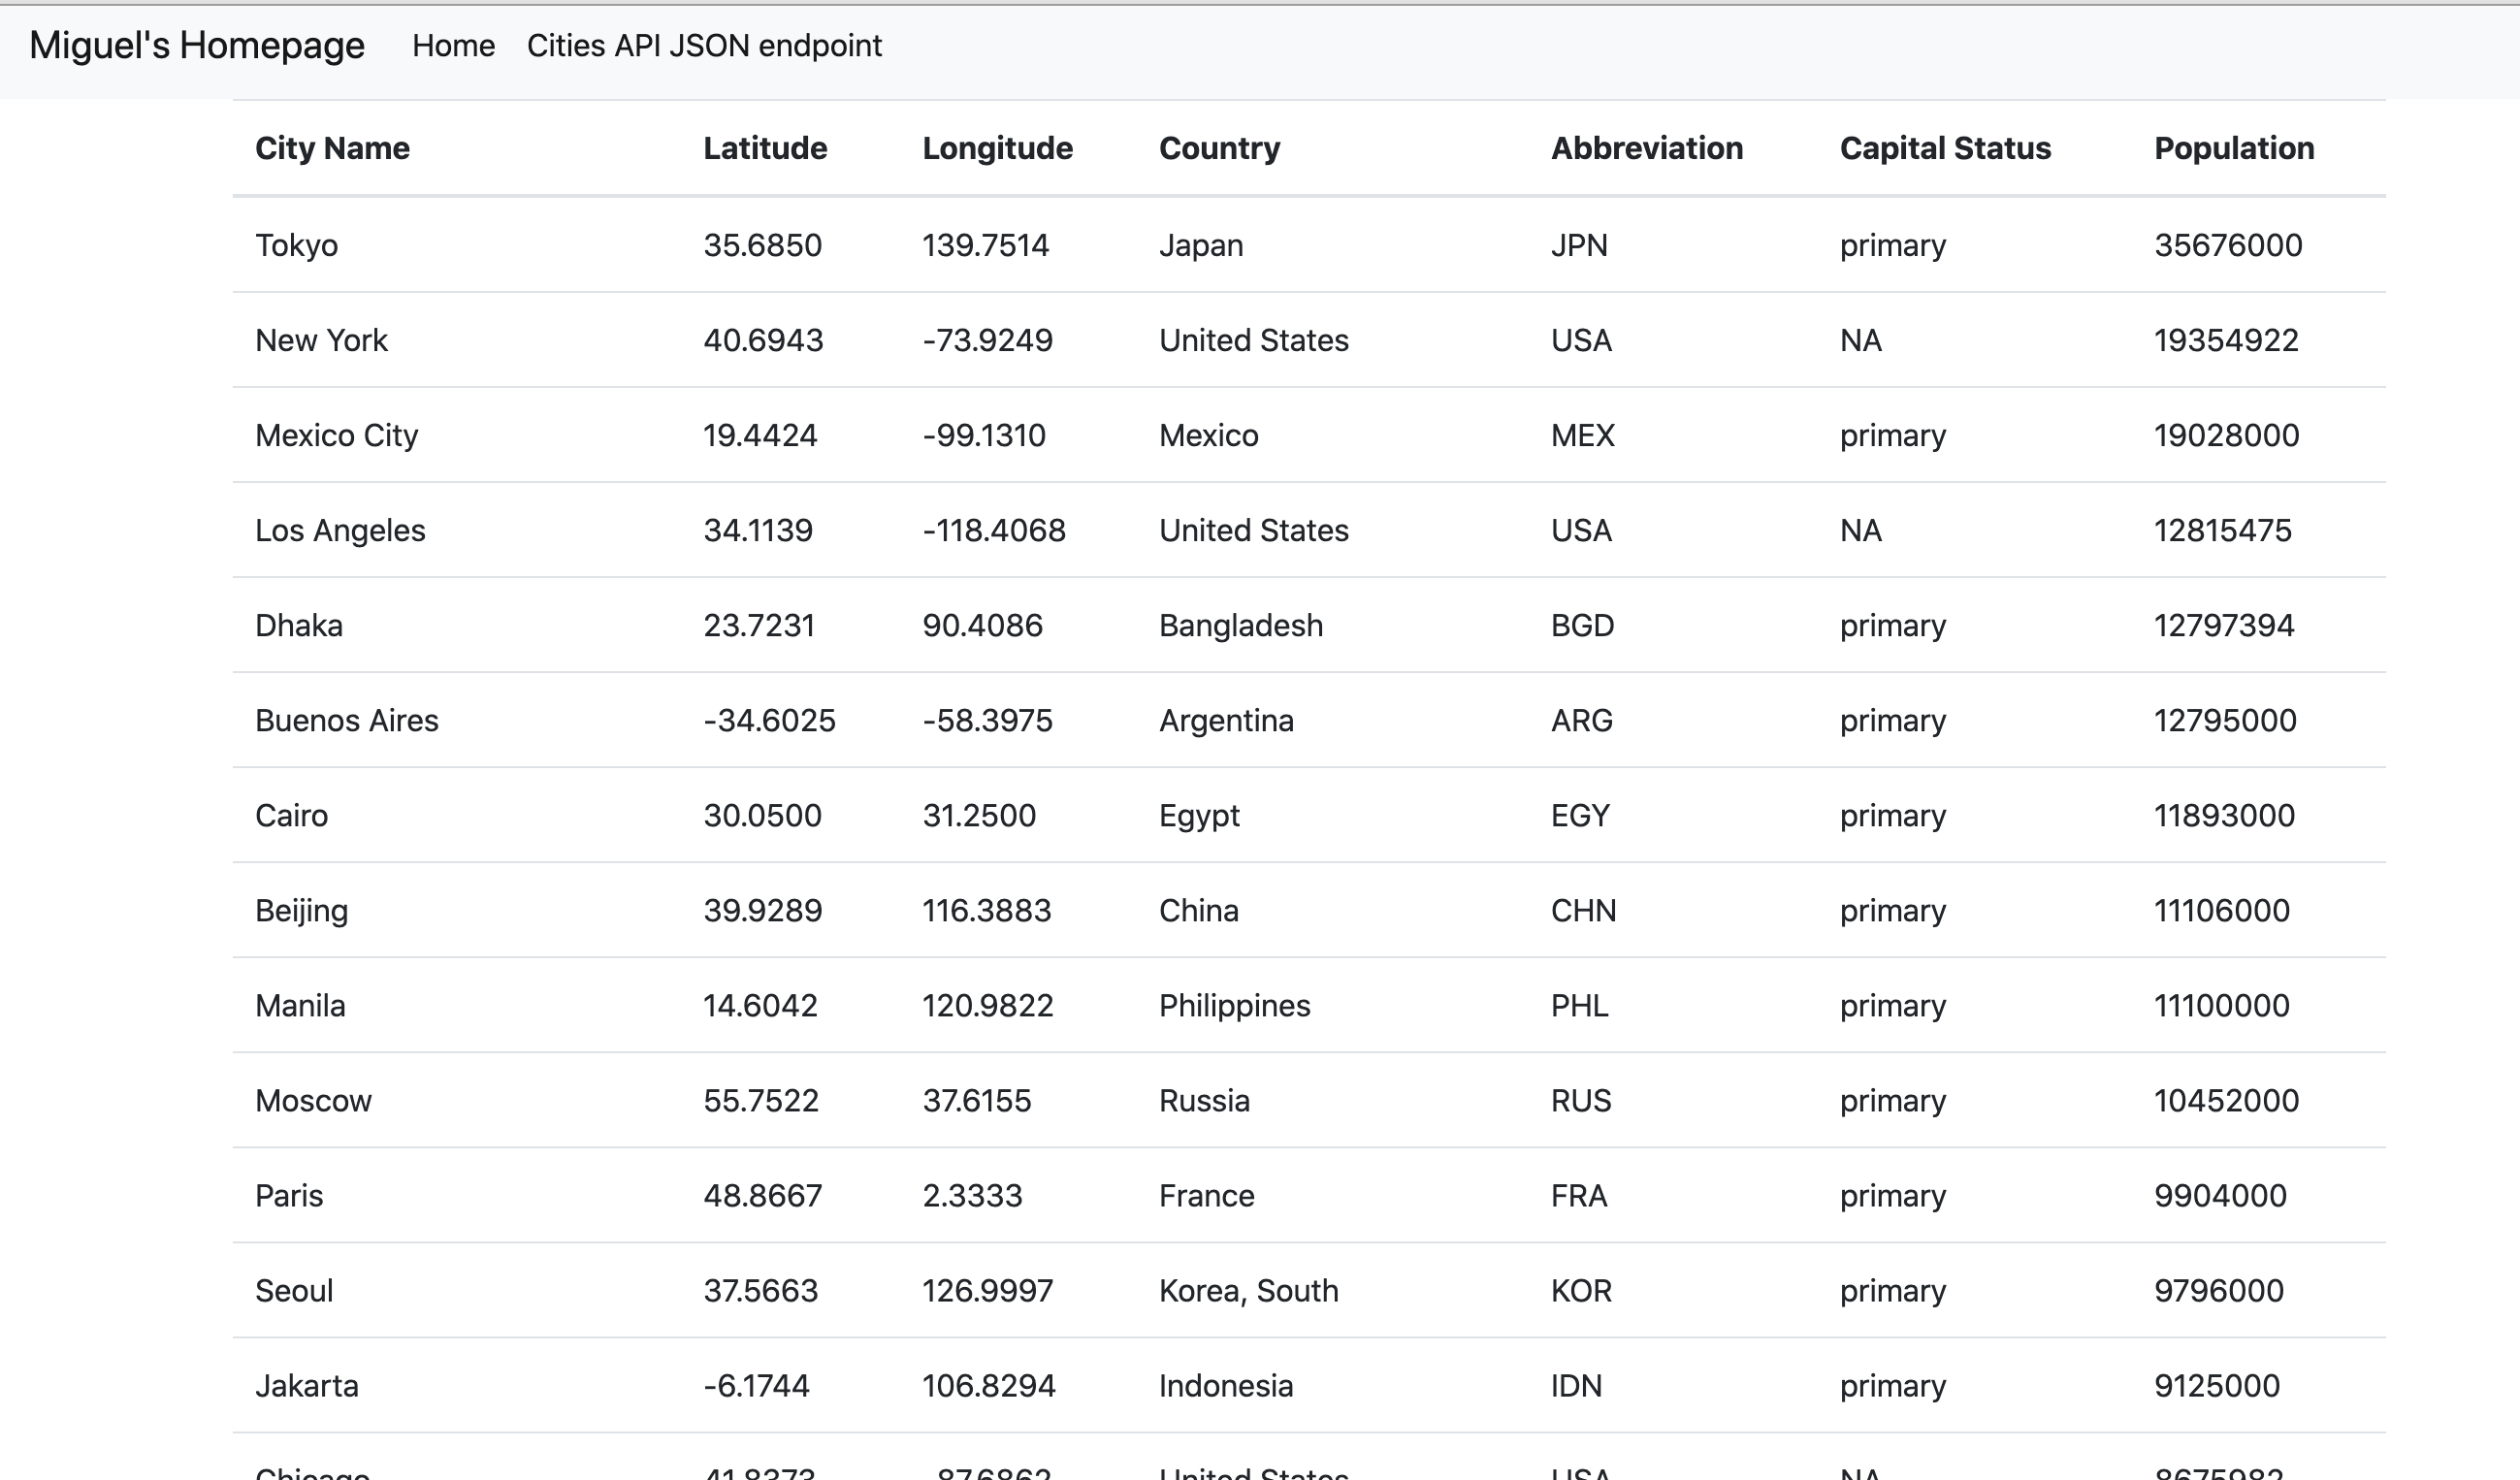 Miguel's Homepage Home Cities API JSON endpoint
City Name Latitude Longitude Country Abbreviation Capital Status Population
Tokyo 35.6850 139.7514 Japan JPN primary 35676000
New York 40.6943 -73.9249 United States USA NA 19354922
Mexico City 19.4424 -99.1310 Mexico MEX primary 19028000
Los Angeles 34.1139 -118.4068 United States USA NA 12815475
Dhaka 23.7231 90.4086 Bangladesh BGD primary 12797394
Buenos Aires -34.6025 -58.3975 Argentina ARG primary 12795000
Cairo 30.0500 31.2500 Egypt EGY primary 11893000
Beijing 39.9289 116.3883 China CHN primary 11106000
Manila 14.6042 120.9822 Philippines PHL primary 11100000
Moscow 55.7522 37.6155 Russia RUS primary 10452000
Paris 48.8667 2.3333 France FRA primary 9904000
Seoul 37.5663 126.9997 Korea, South KOR primary 9796000
Jakarta -6.1744 106.8294 Indonesia IDN primary 9125000
Chicago 41.8373 -87.6862 United States USA NA 8675982